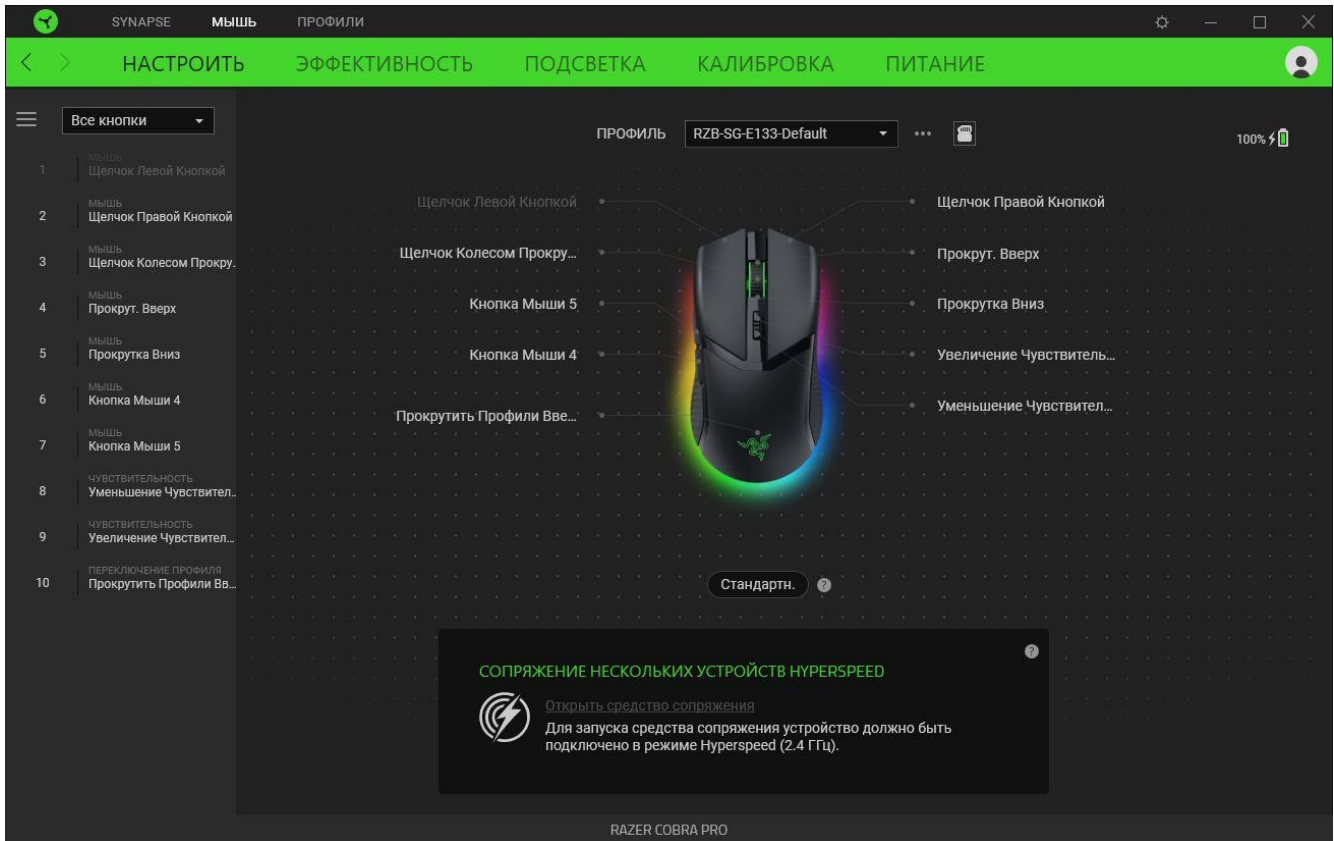 SYNAPSE МЫШЬ ПРОФИЛИ
НАСТРОИТЬ ЭФФЕКТИВНОСТЬ ПОДСВЕТКА КАЛИБРОВКА ПИТАНИЕ
Все кнопки
ПРОФИЛЬ RZB-SG-E133-Default
100%
1 МЫШЬ
Щелчок Левой Кнопкой
2 МЫШЬ
Щелчок Правой Кнопкой
3 МЫШЬ
Щелчок Колесом Прокру.
4 МЫШЬ
Прокрут. Вверх
5 МЫШЬ
Прокрутка Вниз
6 МЫШЬ
Кнопка Мыши 4
7 МЫШЬ
Кнопка Мыши 5
8 ЧУВСТВИТЕЛЬНОСТЬ
Уменьшение Чувствител..
9 ЧУВСТВИТЕЛЬНОСТЬ
Увеличение Чувствител...
10 ПЕРЕКЛЮЧЕНИЕ ПРОФИЛЯ
Прокрутить Профили Вв...
Щелчок Левой Кнопкой
Щелчок Колесом Прокру...
Кнопка Мыши 5
Кнопка Мыши 4
Прокрутить Профили Вве...
Щелчок Правой Кнопкой
Прокрут. Вверх
Прокрутка Вниз
Увеличение Чувствитель...
Уменьшение Чувствител...
Стандартн. ?
?
СОПРЯЖЕНИЕ НЕСКОЛЬКИХ УСТРОЙСТВ HYPERSPEED
Открыть средство сопряжения
Для запуска средства сопряжения устройство должно быть
подключено в режиме Hyperspeed (2.4 ГГц).
RAZER COBRA PRO